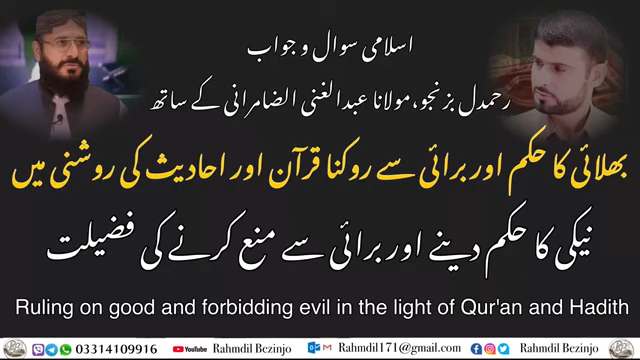 اسلامی سوال و جواب
رحمدل بزنجو، مولانا عبدالغنی الضامرانی کے ساتھ
بھلائی کا حکم اور برائی سے روکنا قرآن اور احادیث کی روشنی میں
نیکی کا حکم دینے اور برائی سے منع کرنے کی فضیلت
Ruling on good and forbidding evil in the light of Qur'an and Hadith
03314109916 YouTube Rahmdil Bezinjo Rahmdil171@gmail.com Rahmdil Bezinjo